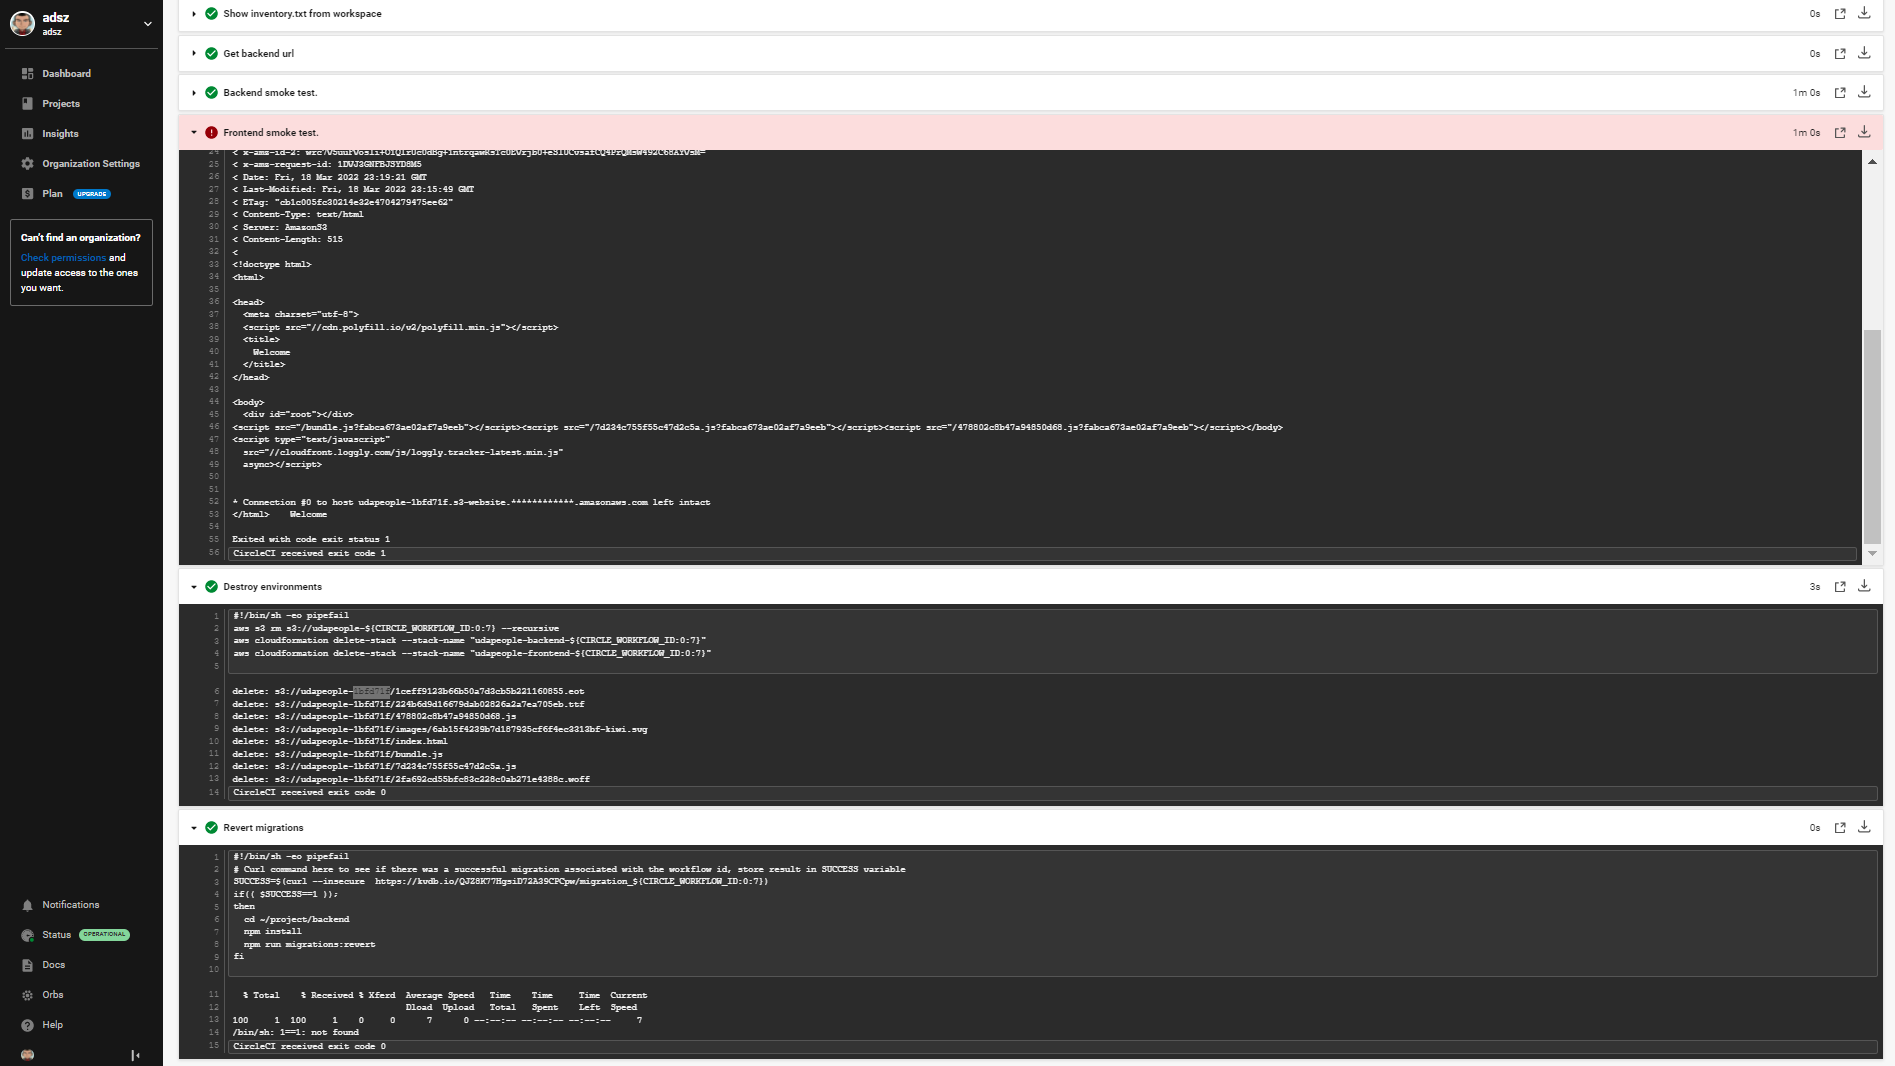 adsz
adsz
Dashboard
Projects
Insights
Organization Settings
Plan UPGRADE
Can't find an organization?
Check permissions and
update access to the ones
you want.
Notifications
Status OPERATIONAL
Docs
Orbs
Help
Show inventory.txt from workspace 0s
Get backend url 0s
Backend smoke test. 1m 0s
Frontend smoke test. 1m 0s
25 < x-amz-request-id: 1DVJ3GNFBJSYD8M5
26 < Date: Fri, 18 Mar 2022 23:19:21 GMT
27 < Last-Modified: Fri, 18 Mar 2022 23:15:49 GMT
28 < ETag: "cb1c005fc30214e32e4704279475ee62"
29 < Content-Type: text/html
30 < Server: AmazonS3
31 < Content-Length: 515
32 <
33 <!doctype html>
34 <html>
35
36 <head>
37 <meta charset="utf-8">
38 <script src="//cdn.polyfill.io/v2/polyfill.min.js"></script>
39 <title>
40 Welcome
41 </title>
42 </head>
43
44 <body>
45 <div id="root"></div>
46 <script src="/bundle.js?fabca673ae02af7a9eeb"></script><script src="/7d234c755f55c47d2c5a.js?fabca673ae02af7a9eeb"></script><script src="/478802c8b47a94850d68.js?fabca673ae02af7a9eeb"></script></body>
47 <script type="text/javascript"
48 src="//cloudfront.loggly.com/js/loggly.tracker-latest.min.js"
49 async></script>
50
51
52 * Connection #0 to host udapeople-1bfd71f.s3-website.************.amazonaws.com left intact
53 </html> Welcome
54
55 Exited with code exit status 1
56 CircleCI received exit code 1
Destroy environments 3s
1 #!/bin/sh -eo pipefail
2 aws s3 rm s3://udapeople-${CIRCLE_WORKFLOW_ID:0:7} --recursive
3 aws cloudformation delete-stack --stack-name "udapeople-backend-${CIRCLE_WORKFLOW_ID:0:7}"
4 aws cloudformation delete-stack --stack-name "udapeople-frontend-${CIRCLE_WORKFLOW_ID:0:7}"
5
6 delete: s3://udapeople-1bfd71f/1ceff9123b66b50a7d3cb5b221160855.eot
7 delete: s3://udapeople-1bfd71f/224b6d9d16679dab02826a2a7ea705eb.ttf
8 delete: s3://udapeople-1bfd71f/478802c8b47a94850d68.js
9 delete: s3://udapeople-1bfd71f/images/6ab15f4239b7d187935cf6f4ec3313bf-kiwi.svg
10 delete: s3://udapeople-1bfd71f/index.html
11 delete: s3://udapeople-1bfd71f/bundle.js
12 delete: s3://udapeople-1bfd71f/7d234c755f55c47d2c5a.js
13 delete: s3://udapeople-1bfd71f/2fa692cd55bfc83c228c0ab271e4388c.woff
14 CircleCI received exit code 0
Revert migrations 0s
1 #!/bin/sh -eo pipefail
2 # Curl command here to see if there was a successful migration associated with the workflow id, store result in SUCCESS variable
3 SUCCESS=$(curl --insecure https://kvdb.io/QJZ8K77HgsiD72A39CPCpw/migration_${CIRCLE_WORKFLOW_ID:0:7})
4 if(( $SUCCESS==1 ));
5 then
6 cd ~/project/backend
7 npm install
8 npm run migrations:revert
9 fi
10
11 % Total % Received % Xferd Average Speed Time Time Time Current
12 Dload Upload Total Spent Left Speed
13 100 1 100 1 0 0 7 0 --:--:-- --:--:-- --:--:-- 7
14 /bin/sh: 1==1: not found
15 CircleCI received exit code 0